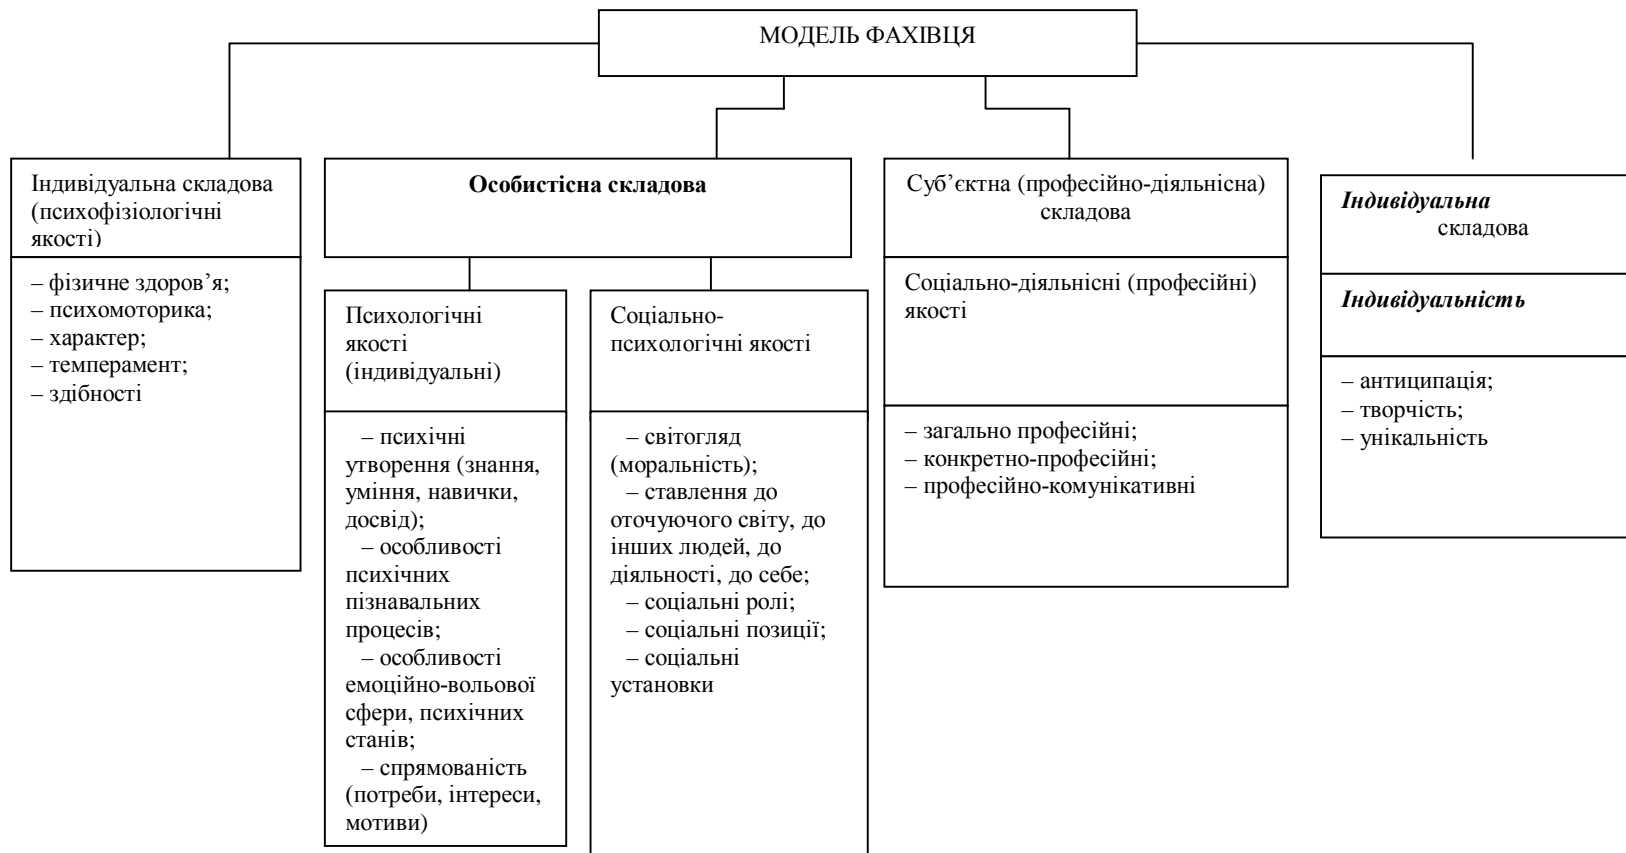 МОДЕЛЬ ФАХІВЦЯ
Індивідуальна складова
(психофізіологічні
якості)
– фізичне здоров’я;
– психомоторика;
– характер;
– темперамент;
– здібності
Особистісна складова
Психологічні
якості
(індивідуальні)
– психічні
утворення (знання,
уміння, навички,
досвід);
– особливості
психічних
пізнавальних
процесів;
– особливості
емоційно-вольової
сфери, психічних
станів;
– спрямованість
(потреби, інтереси,
мотиви)
Соціально-
психологічні якості
– світогляд
(моральність);
– ставлення до
оточуючого світу, до
інших людей, до
діяльності, до себе;
– соціальні ролі;
– соціальні позиції;
– соціальні
установки
Суб’єктна (професійно-діяльнісна)
складова
Соціально-діяльнісні (професійні)
якості
– загально професійні;
– конкретно-професійні;
– професійно-комунікативні
Індивідуальна
складова
Індивідуальність
– антиципація;
– творчість;
– унікальність